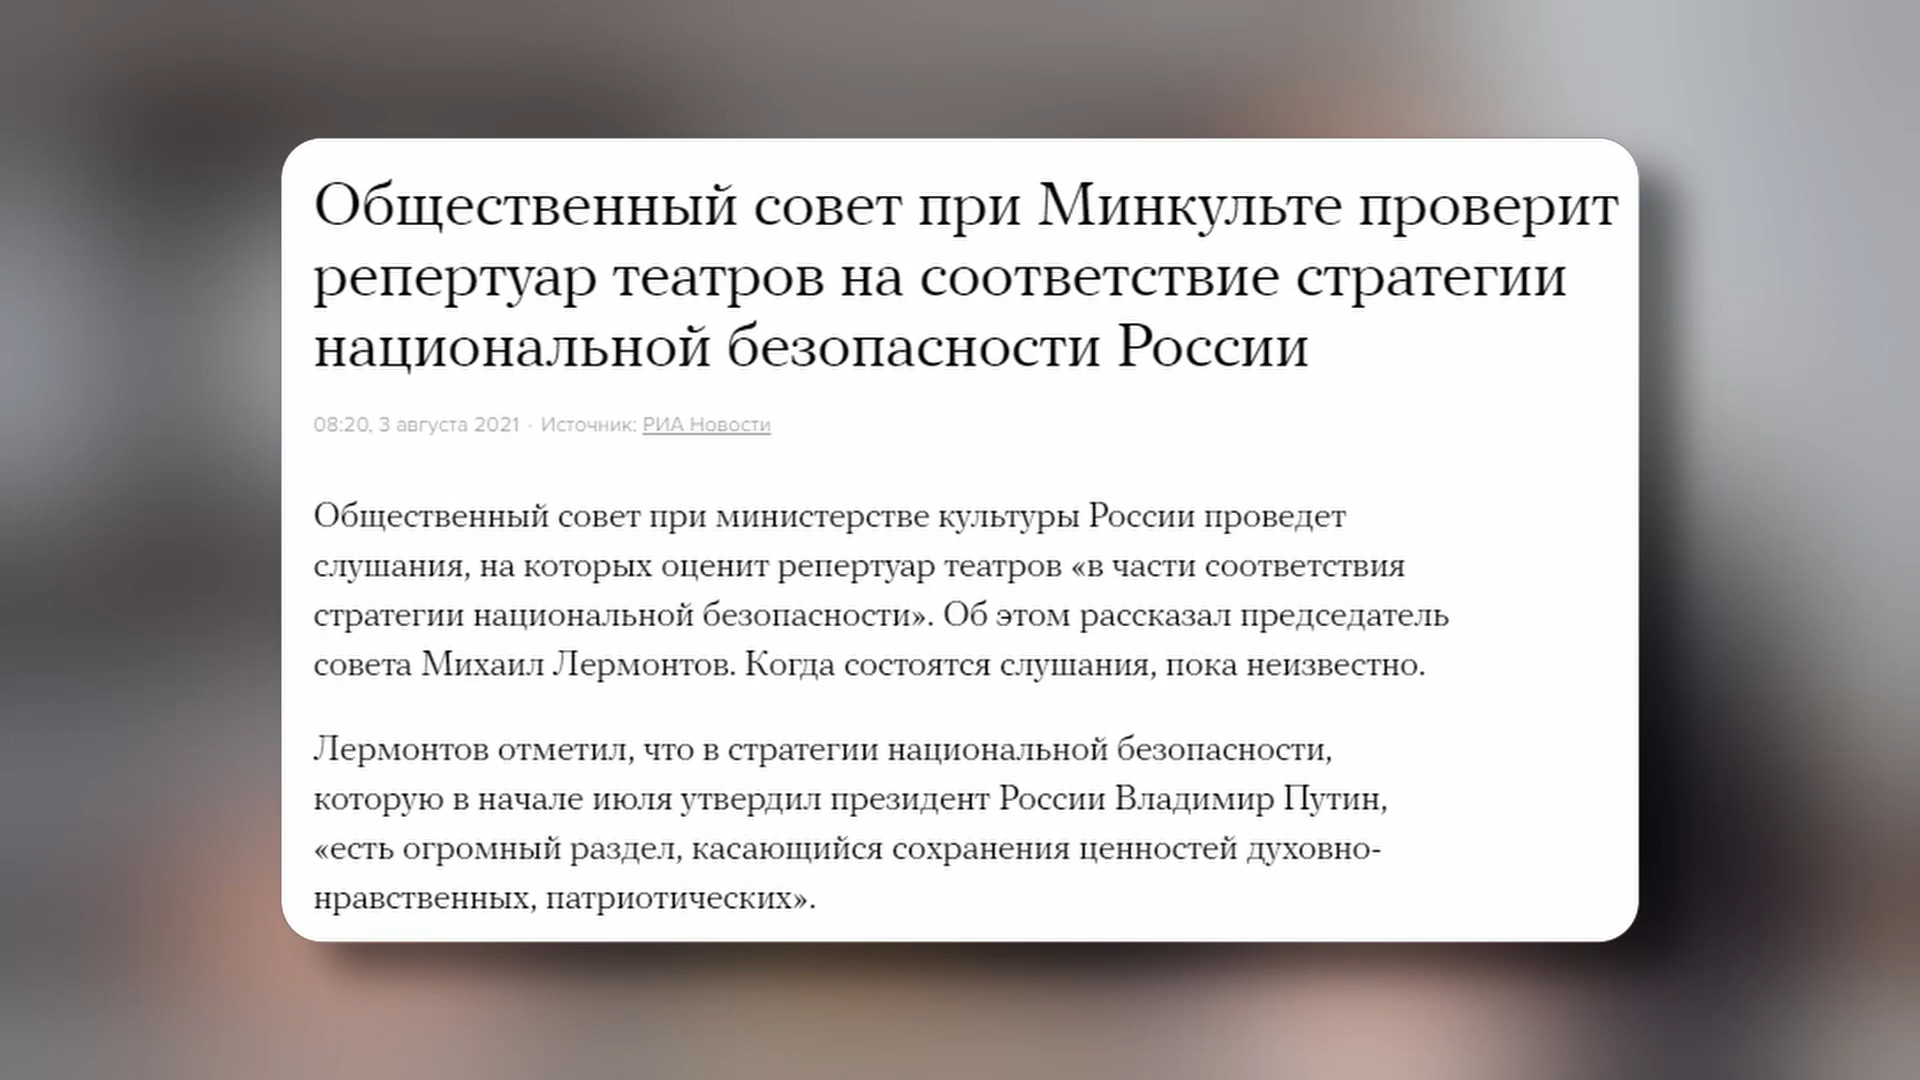 Общественный совет при Минкульте проверит
репертуар театров на соответствие стратегии
национальной безопасности России
08:20, 3 августа 2021 · Источник: РИА Новости
Общественный совет при министерстве культуры России проведет
слушания, на которых оценит репертуар театров «в части соответствия
стратегии национальной безопасности». Об этом рассказал председатель
совета Михаил Лермонтов. Когда состоятся слушания, пока неизвестно.
Лермонтов отметил, что в стратегии национальной безопасности,
которую в начале июля утвердил президент России Владимир Путин,
«есть огромный раздел, касающийся сохранения ценностей духовно-
нравственных, патриотических».